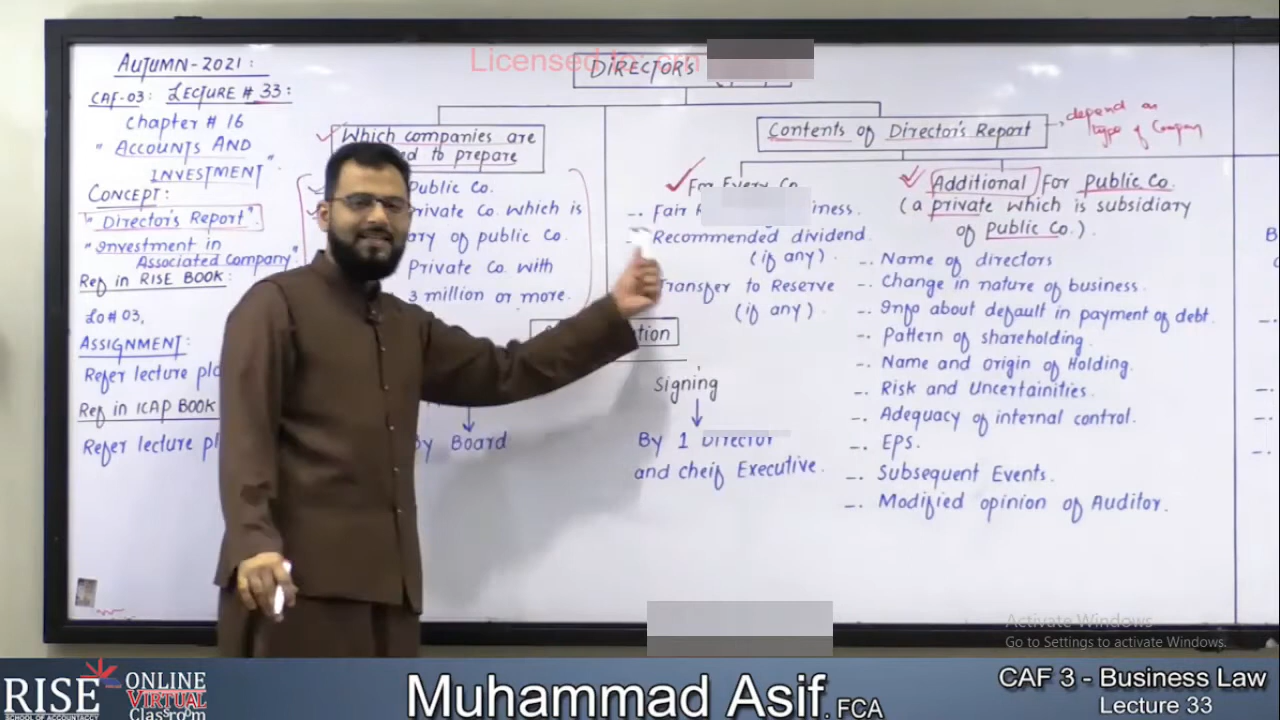 Licensed to:
AUTUMN-2021:
CAF-03: LECTURE # 33:
Chapter # 16
" ACCOUNTS AND
INVESTMENT "
CONCEPT:
" Director's Report".
"Investment in
Associated Company".
Ref in RISE BOOK:
LO# 03,
ASSIGNMENT:
Refer lecture
Ref in ICAP BOOK
Refer lecture
DIRECTORS
Which companies are
to prepare
Public Co.
Private Co. which is
of public Co.
Private Co with
3 million or more.
By Board
Signing
By 1 Director
and cheif Executive.
Contents of Director's Report
depend on
type of Company
For Every Co
-. Fair
-. Recommended dividend.
(if any).
Transfer to Reserve
(if any).
Additional For Public Co.
(a private which is subsidiary
of Public Co.).
-. Name of directors
-. Change in nature of business.
-. Info about default in payment of debt.
-. Pattern of shareholding.
-. Name and origin of Holding.
-. Risk and Uncertainities.
-. Adequacy of internal control.
-. EPS.
-. Subsequent Events.
-. Modified opinion of Auditor.
Activate Windows
Go to Settings to activate Windows.
RISE
SCHOOL OF ACCOUNTANCY
ONLINE
VIRTUAL
Classroom
Muhammad Asif. FCA
CAF 3 - Business Law
Lecture 33